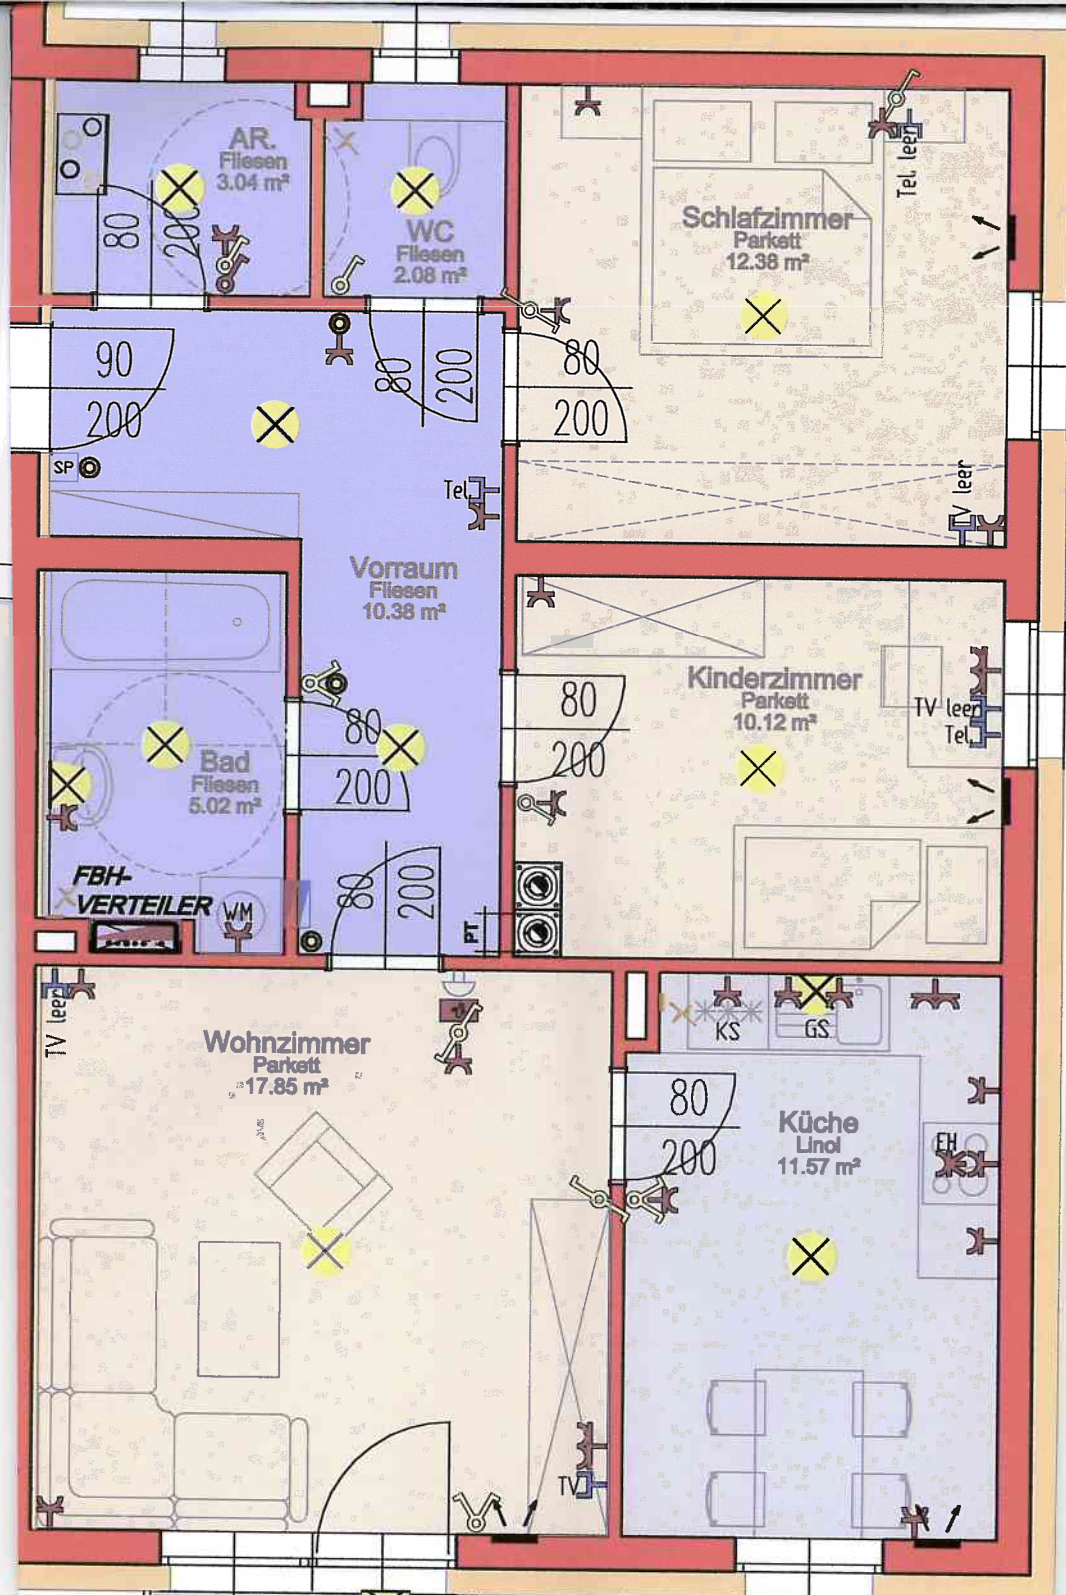 AR.
Fliesen
3.04 m²
80
200
WC
Fliesen
2.08 m²
Schlafzimmer
Parkett
12.38 m²
Tel. leer
90
200
80
200
80
200
SP
Tel.
TV leer
Vorraum
Fliesen
10.38 m²
Kinderzimmer
Parkett
10.12 m²
80
200
TV leer
Tel.
Bad
Fliesen
5.02 m²
80
200
FBH-
VERTEILER
WM
80
200
PT
TV leer
Wohnzimmer
Parkett
17.85 m²
KS
GS
80
200
Küche
Linol
11.57 m²
EH
TV